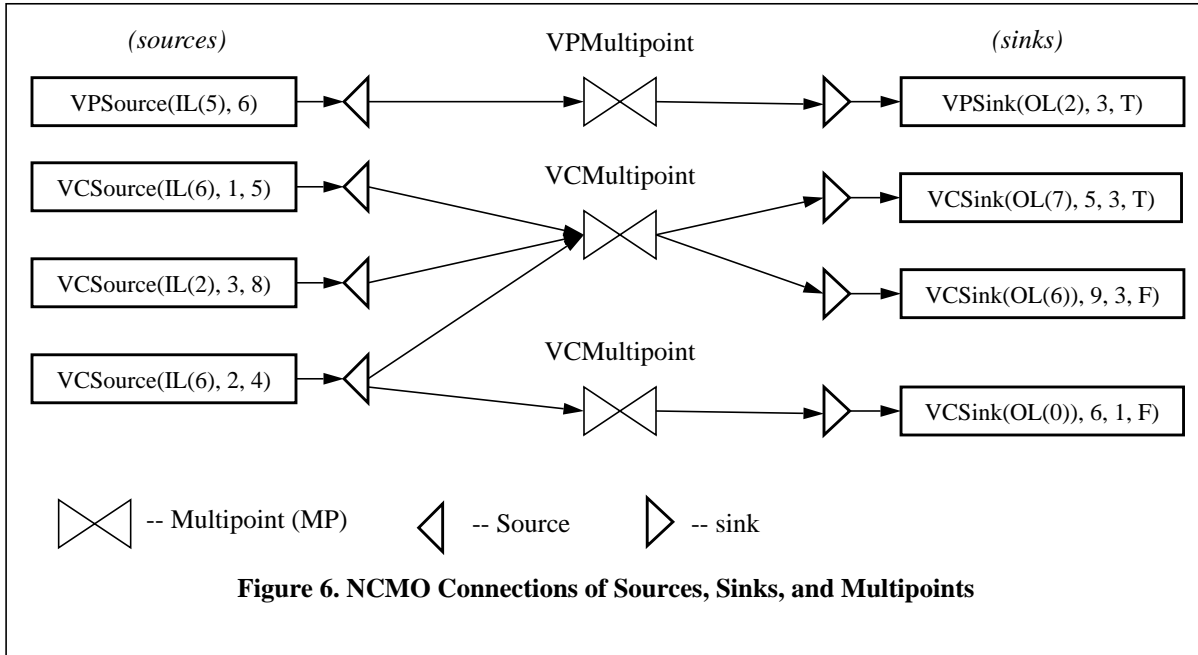 (sources)
VPMultipoint
(sinks)
VPSource(IL(5), 6)
VPSink(OL(2), 3, T)
VCSource(IL(6), 1, 5)
VCMultipoint
VCSink(OL(7), 5, 3, T)
VCSource(IL(2), 3, 8)
VCSink(OL(6)), 9, 3, F)
VCMultipoint
VCSource(IL(6), 2, 4)
VCSink(OL(0)), 6, 1, F)
-- Multipoint (MP)
-- Source
-- sink
Figure 6. NCMO Connections of Sources, Sinks, and Multipoints